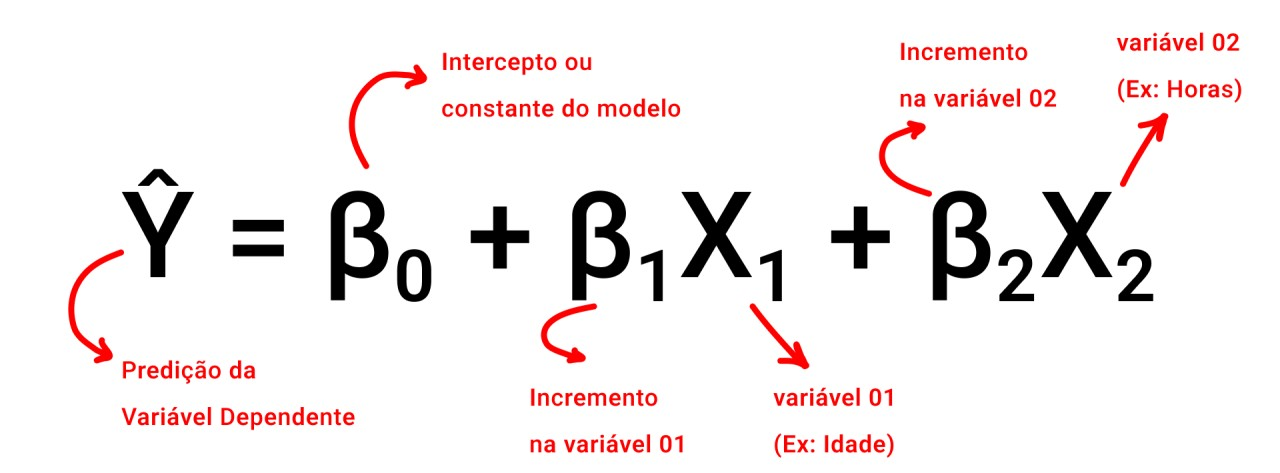 Intercepto ou
constante do modelo
Incremento
na variável 02
variável 02
(Ex: Horas)
Ŷ = β₀ + β₁X₁ + β₂X₂
Predição da
Variável Dependente
Incremento
na variável 01
variável 01
(Ex: Idade)